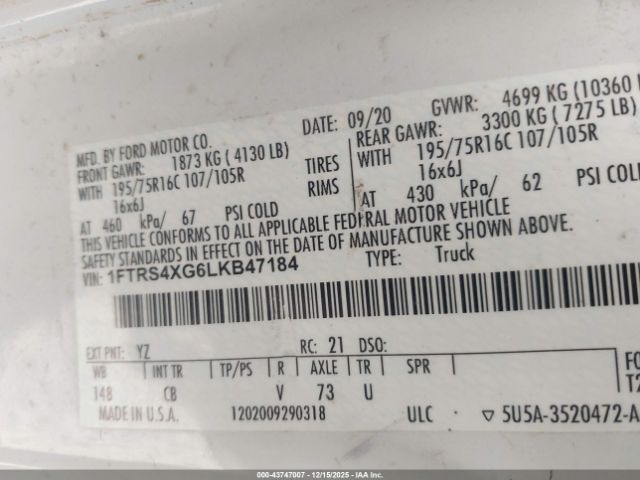 DATE: 09/20 GVWR: 4699 KG (10360
MFD. BY FORD MOTOR CO.
FRONT GAWR: 1873 KG ( 4130 LB) REAR GAWR: 3300 KG ( 7275 LB)
WITH 195/75R16C 107/105R TIRES WITH 195/75R16C 107/105R
16x6J RIMS 16x6J
AT 460 kPa/ 67 PSI COLD AT 430 kPa/ 62 PSI COLD
THIS VEHICLE CONFORMS TO ALL APPLICABLE FEDERAL MOTOR VEHICLE
SAFETY STANDARDS IN EFFECT ON THE DATE OF MANUFACTURE SHOWN ABOVE.
VIN: 1FTRS4XG6LKB47184 TYPE: Truck
EXT PNT: YZ RC: 21 DSO:
WB INT TR TP/PS R AXLE TR SPR
148 CB V 73 U
MADE IN U.S.A. 1202009290318 ULC ▽ 5U5A-3520472-A
FO
T2
000-43747007 12/15/2025 Copart